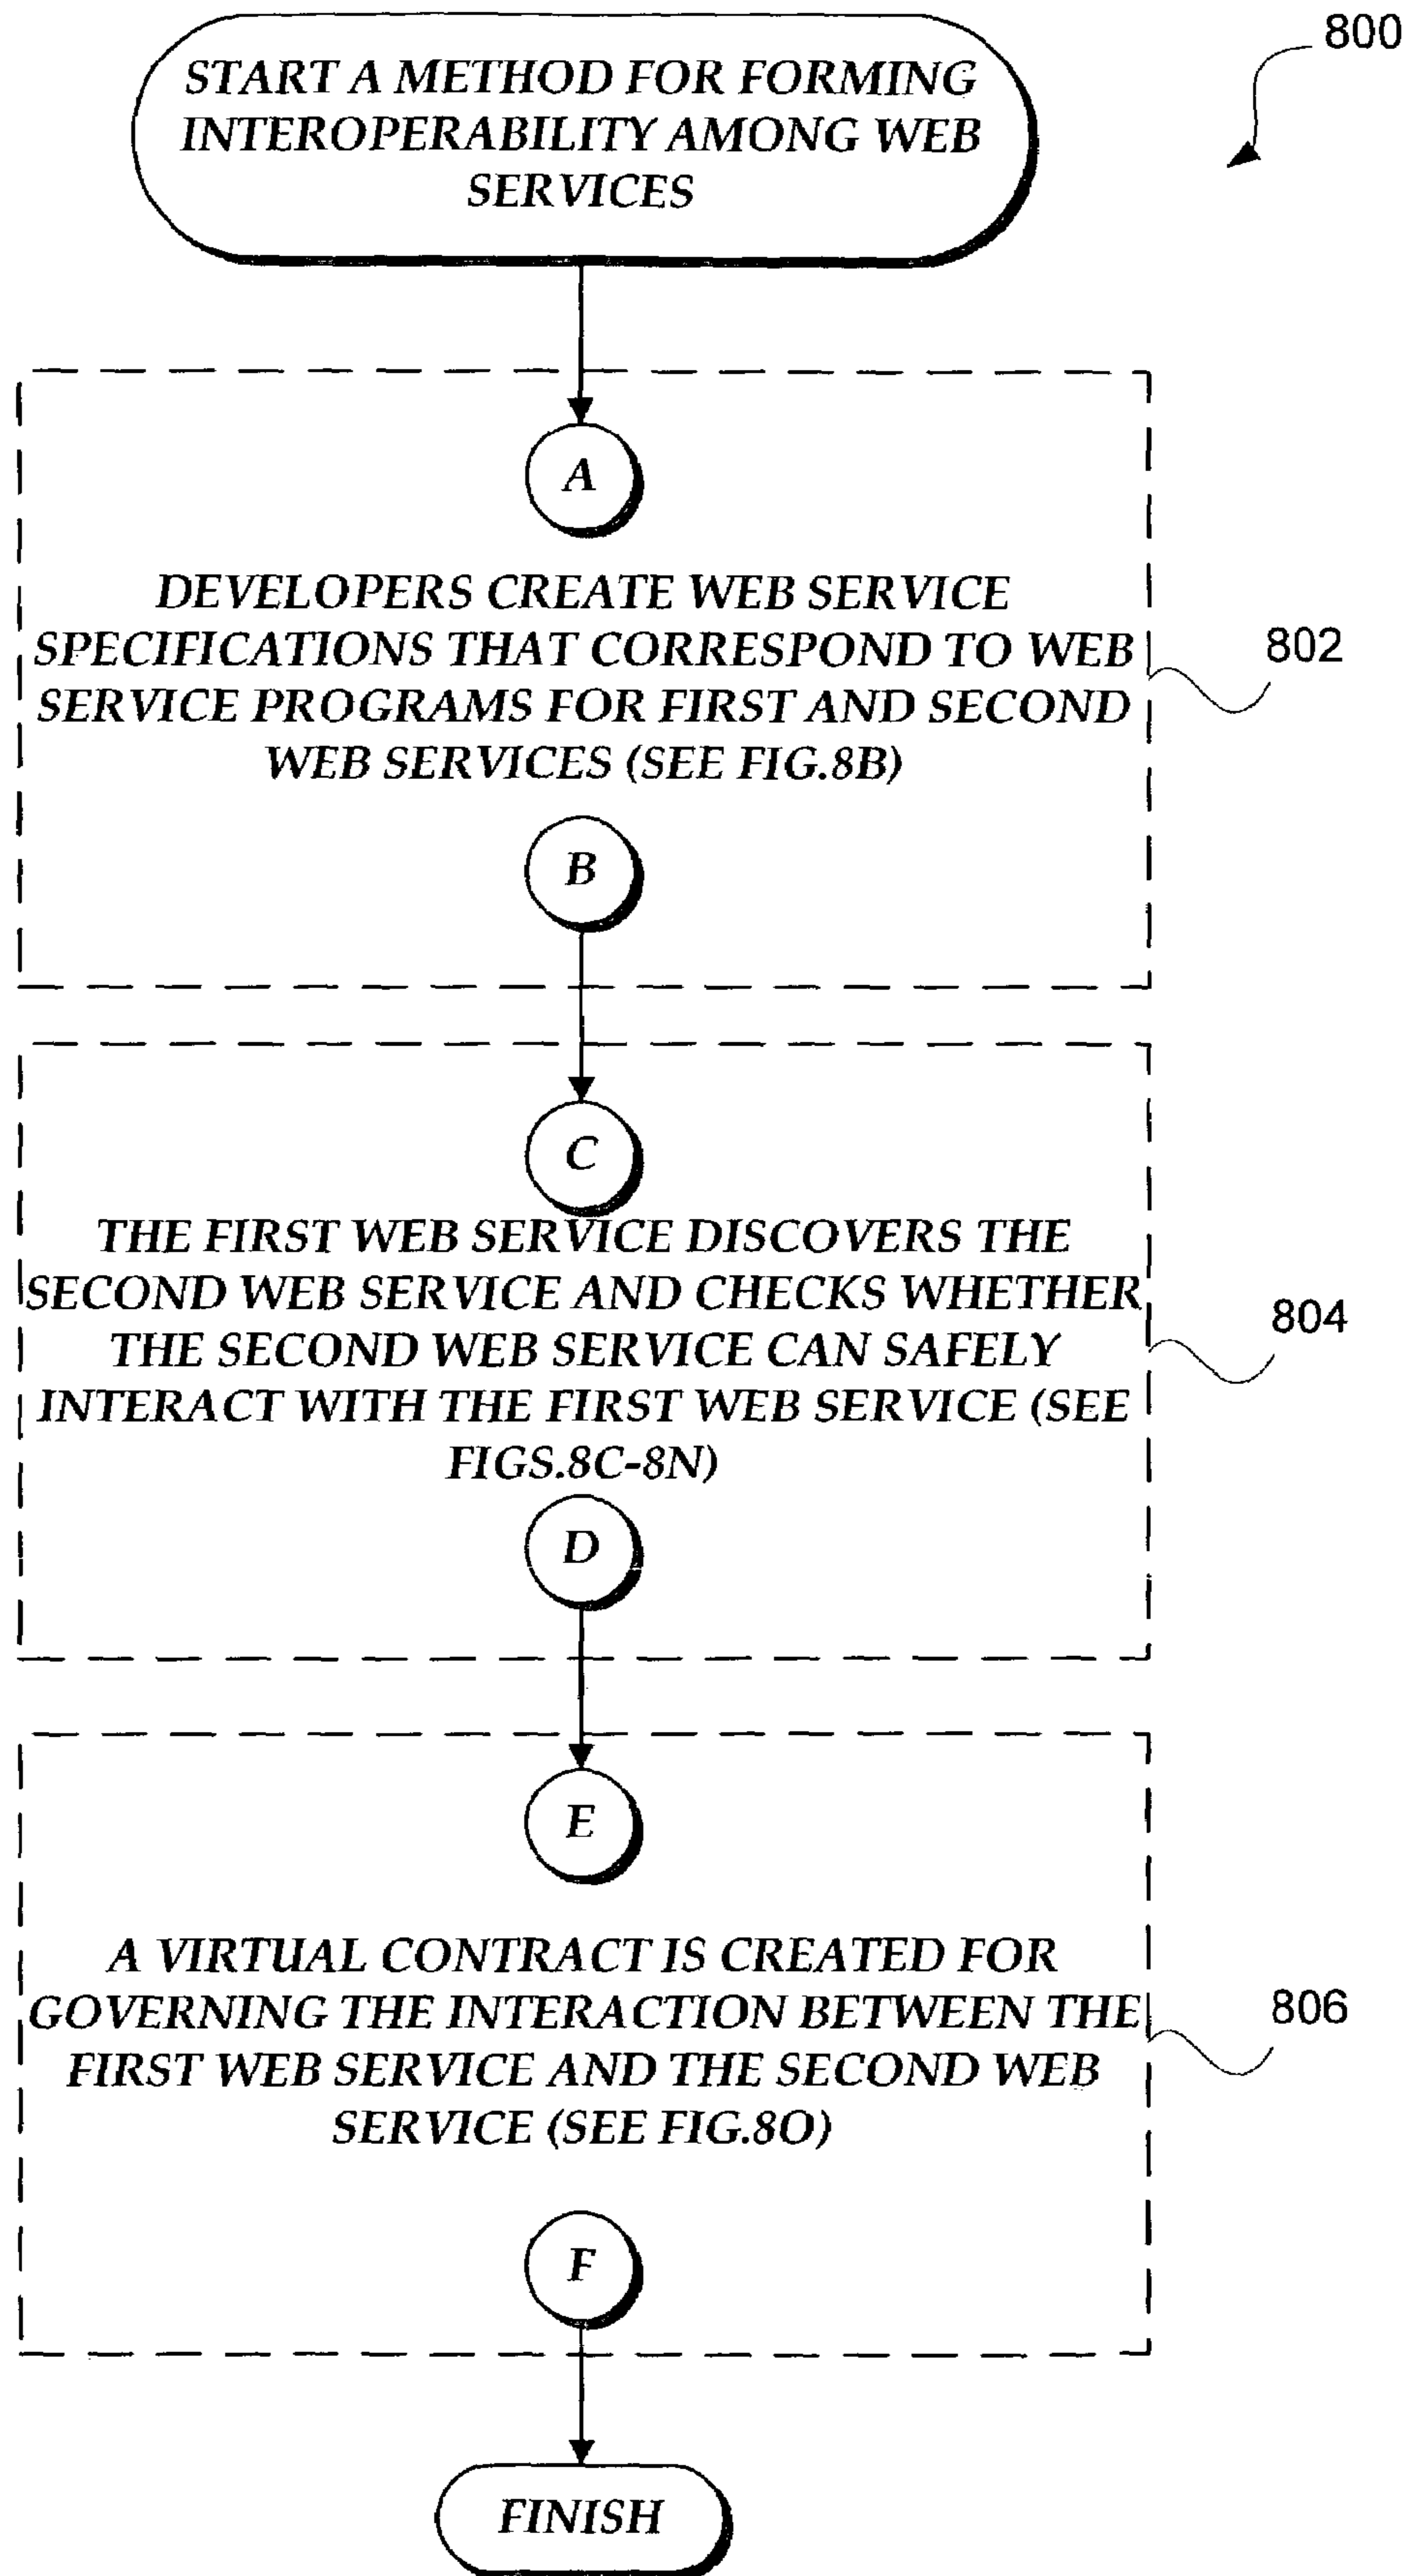 800
START A METHOD FOR FORMING
INTEROPERABILITY AMONG WEB
SERVICES
A
DEVELOPERS CREATE WEB SERVICE
SPECIFICATIONS THAT CORRESPOND TO WEB
SERVICE PROGRAMS FOR FIRST AND SECOND
WEB SERVICES (SEE FIG.8B)
802
B
C
THE FIRST WEB SERVICE DISCOVERS THE
SECOND WEB SERVICE AND CHECKS WHETHER
THE SECOND WEB SERVICE CAN SAFELY
INTERACT WITH THE FIRST WEB SERVICE (SEE
FIGS.8C-8N)
804
D
E
A VIRTUAL CONTRACT IS CREATED FOR
GOVERNING THE INTERACTION BETWEEN THE
FIRST WEB SERVICE AND THE SECOND WEB
SERVICE (SEE FIG.8O)
806
F
FINISH